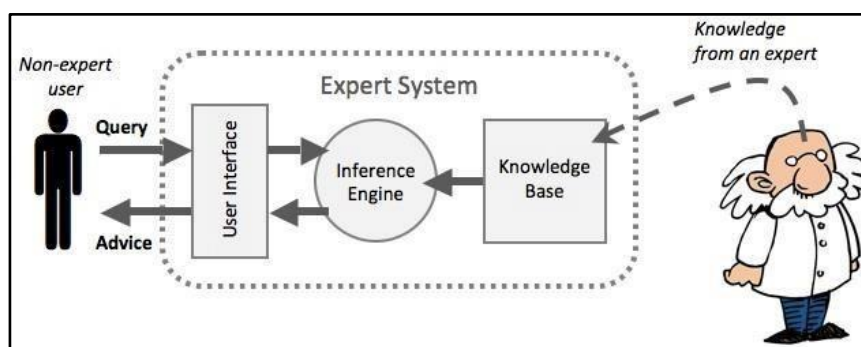 Non-expert
user
Query
Advice
Expert System
User Interface
Inference
Engine
Knowledge
Base
Knowledge
from an expert